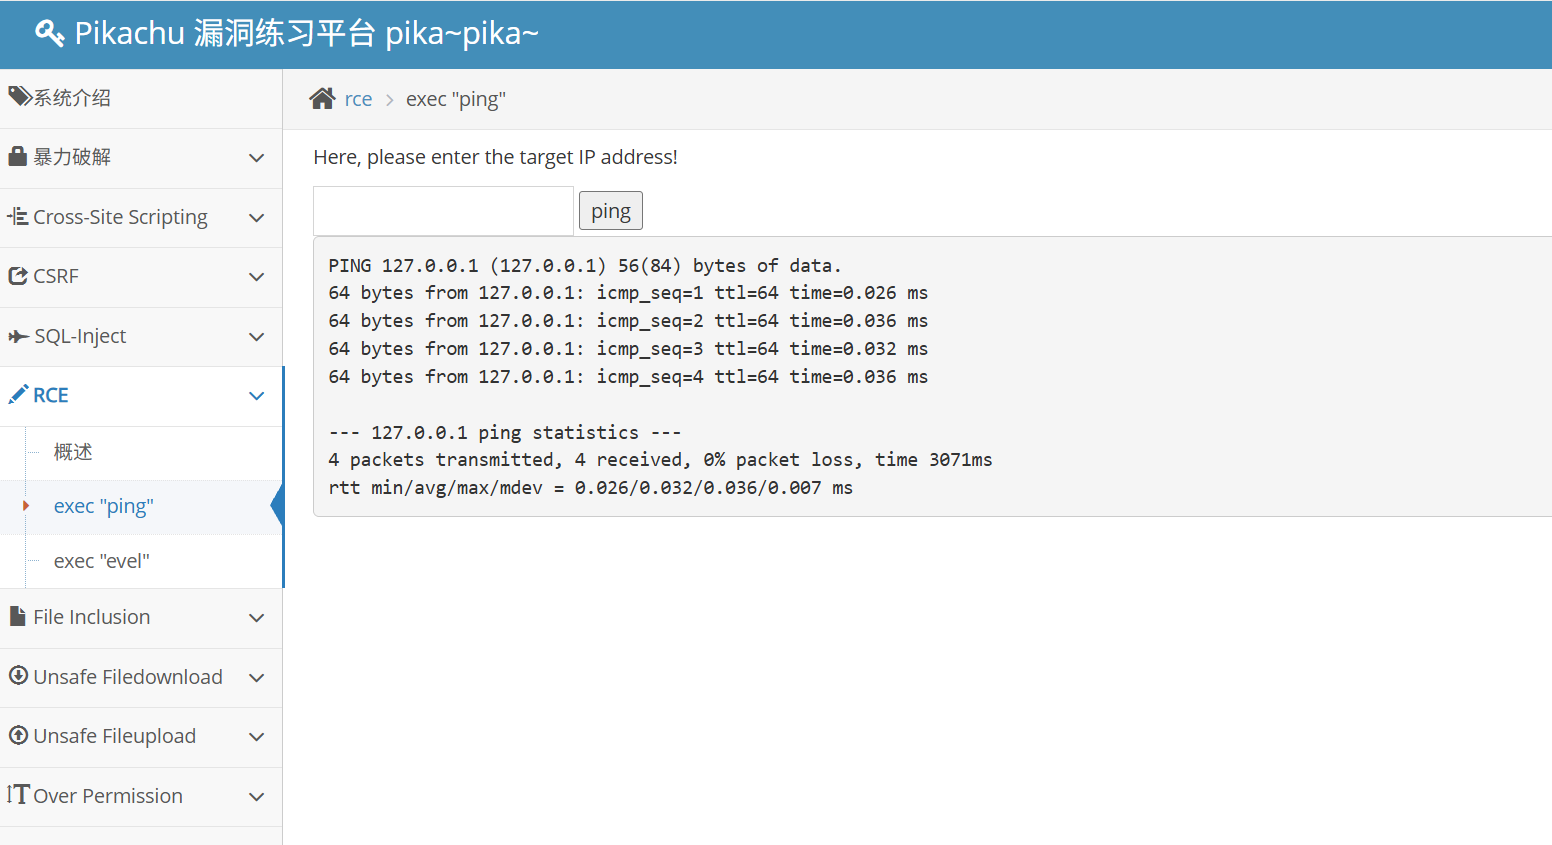 Pikachu 漏洞练习平台 pika~pika~
系统介绍
暴力破解
Cross-Site Scripting
CSRF
SQL-Inject
RCE
概述
exec "ping"
exec "evel"
File Inclusion
Unsafe Filedownload
Unsafe Fileupload
Over Permission
rce > exec "ping"
Here, please enter the target IP address!
ping
PING 127.0.0.1 (127.0.0.1) 56(84) bytes of data.
64 bytes from 127.0.0.1: icmp_seq=1 ttl=64 time=0.026 ms
64 bytes from 127.0.0.1: icmp_seq=2 ttl=64 time=0.036 ms
64 bytes from 127.0.0.1: icmp_seq=3 ttl=64 time=0.032 ms
64 bytes from 127.0.0.1: icmp_seq=4 ttl=64 time=0.036 ms
--- 127.0.0.1 ping statistics ---
4 packets transmitted, 4 received, 0% packet loss, time 3071ms
rtt min/avg/max/mdev = 0.026/0.032/0.036/0.007 ms